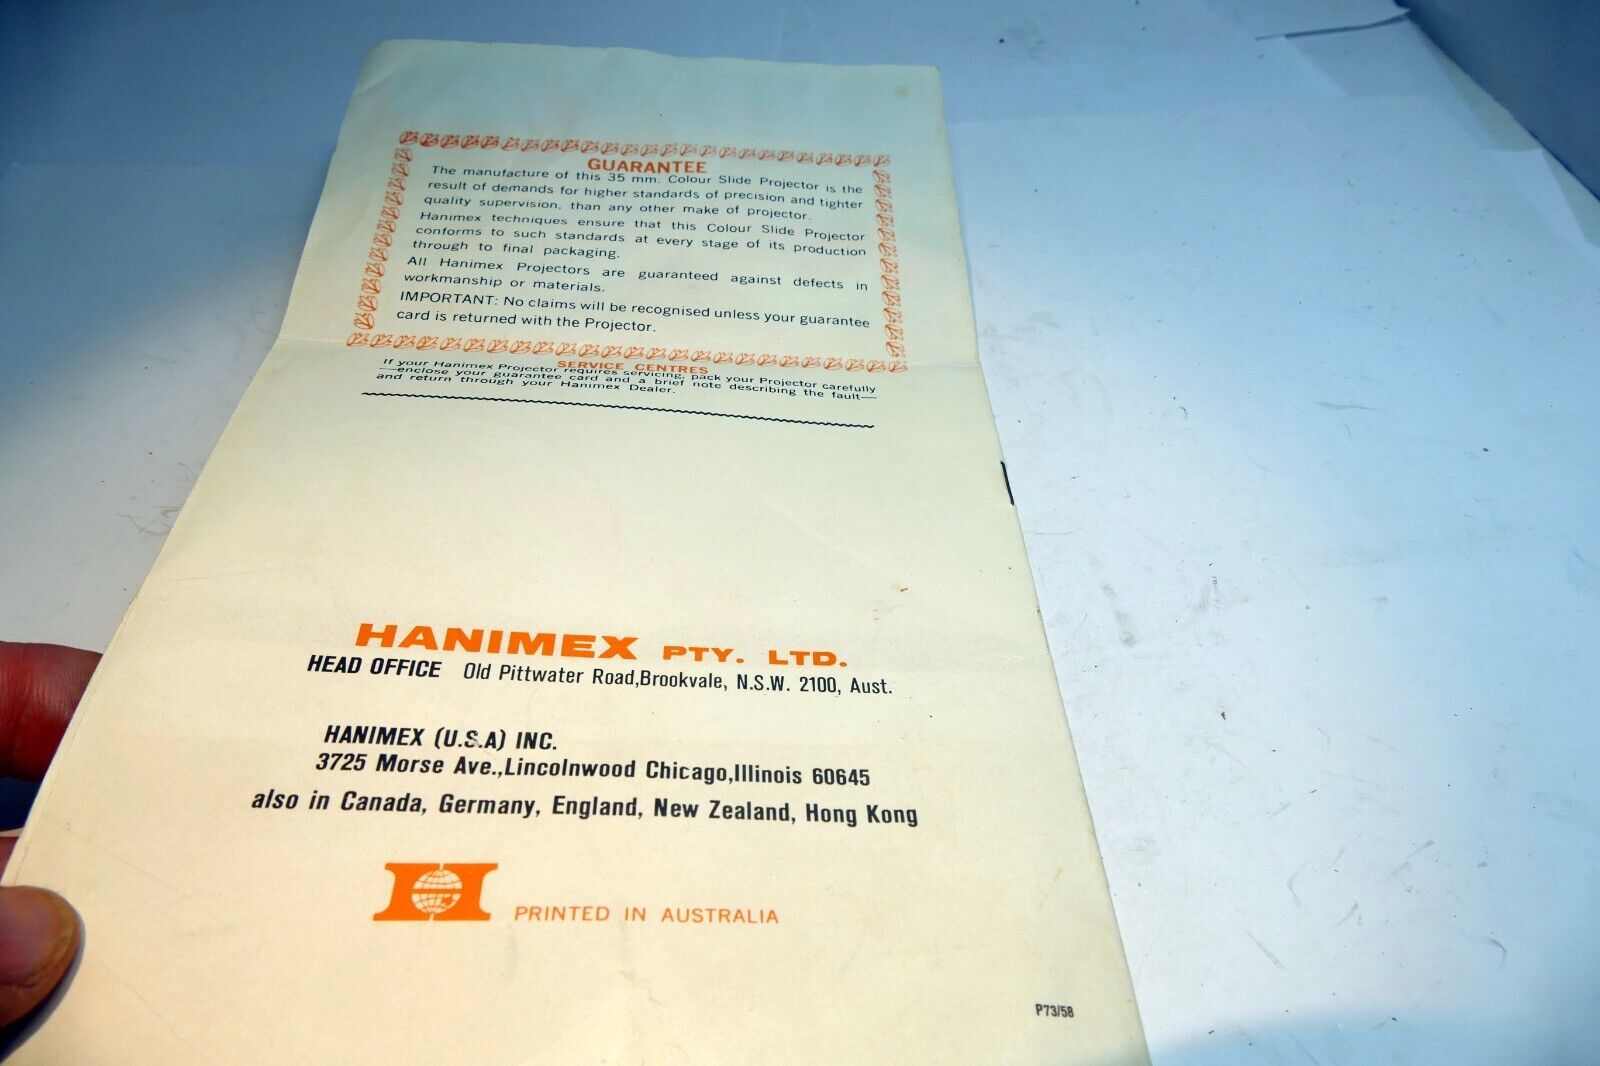 GUARANTEE
The manufacture of this 35 mm. Colour Slide Projector is the
result of demands for higher standards of precision and tighter
quality supervision, than any other make of projector.
Hanimex techniques ensure that this Colour Slide Projector
conforms to such standards at every stage of its production
through to final packaging.
All Hanimex Projectors are guaranteed against defects in
workmanship or materials.
IMPORTANT: No claims will be recognised unless your guarantee
card is returned with the Projector.
SERVICE CENTRES
If your Hanimex Projector requires servicing, pack your Projector carefully
—enclose your guarantee card and a brief note describing the fault—
and return through your Hanimex Dealer.
HANIMEX PTY. LTD.
HEAD OFFICE Old Pittwater Road,Brookvale, N.S.W. 2100, Aust.
HANIMEX (U.S.A) INC.
3725 Morse Ave.,Lincolnwood Chicago,Illinois 60645
also in Canada, Germany, England, New Zealand, Hong Kong
H PRINTED IN AUSTRALIA
P73/58